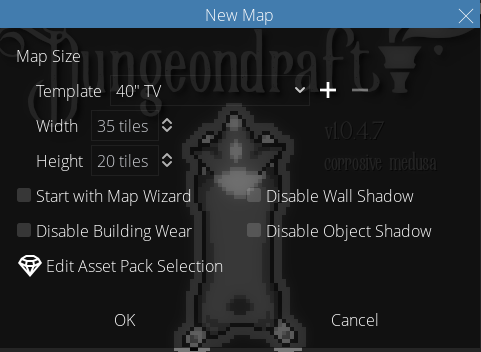 New Map
Dungeondraft
Map Size
Template 40" TV
Width 35 tiles
v1.0.4.7
Height 20 tiles
corrosive medusa
Start with Map Wizard Disable Wall Shadow
Disable Building Wear Disable Object Shadow
Edit Asset Pack Selection
OK Cancel